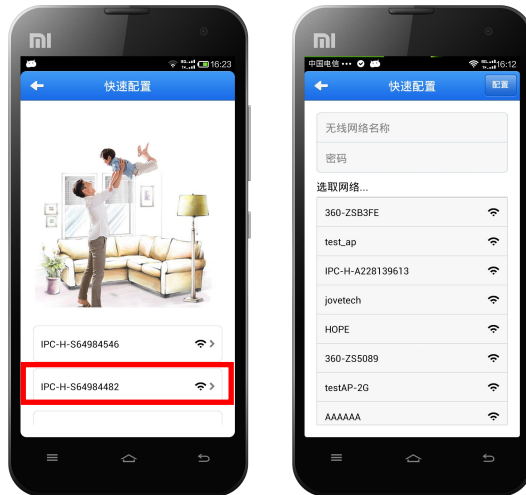 mi
16:23
快速配置
IPC-H-S64984546
IPC-H-S64984482
mi
中国电信 ••• 16:12
快速配置
配置
无线网络名称
密码
选取网络...
360-ZSB3FE
test_ap
IPC-H-A228139613
jovetech
HOPE
360-ZS5089
testAP-2G
AAAAAA